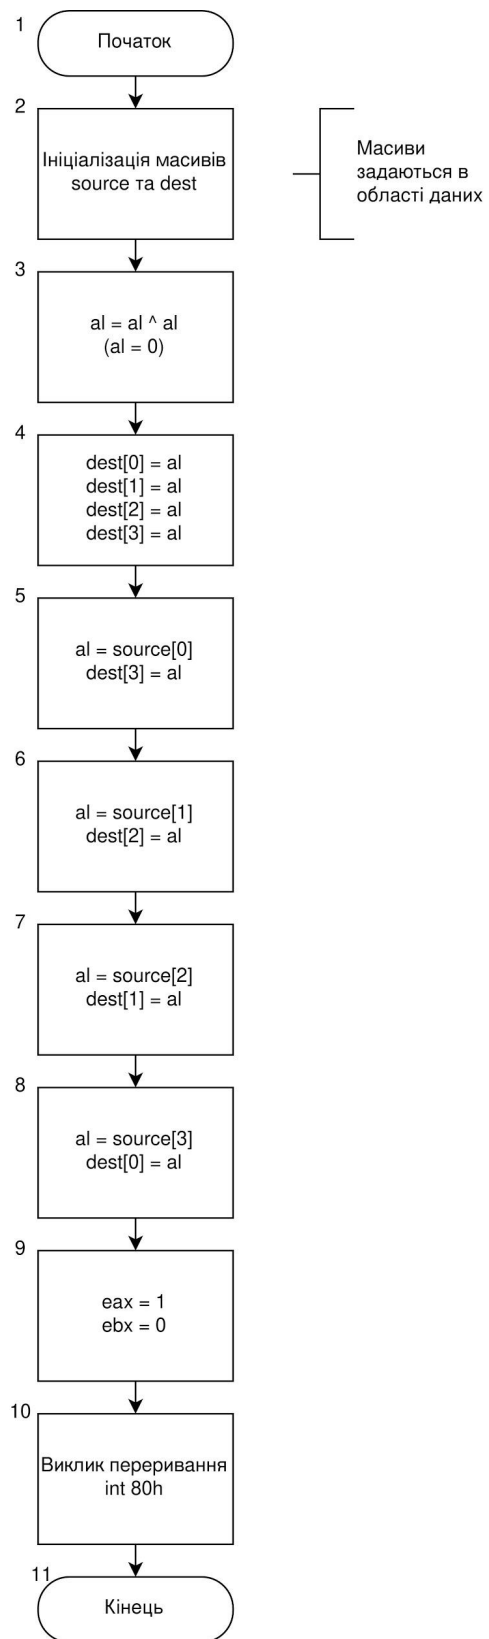 1
Початок
2
Ініціалізація масивів
source та dest
Масиви
задаються в
області даних
3
al = al ^ al
(al = 0)
4
dest[0] = al
dest[1] = al
dest[2] = al
dest[3] = al
5
al = source[0]
dest[3] = al
6
al = source[1]
dest[2] = al
7
al = source[2]
dest[1] = al
8
al = source[3]
dest[0] = al
9
eax = 1
ebx = 0
10
Виклик переривання
int 80h
11
Кінець